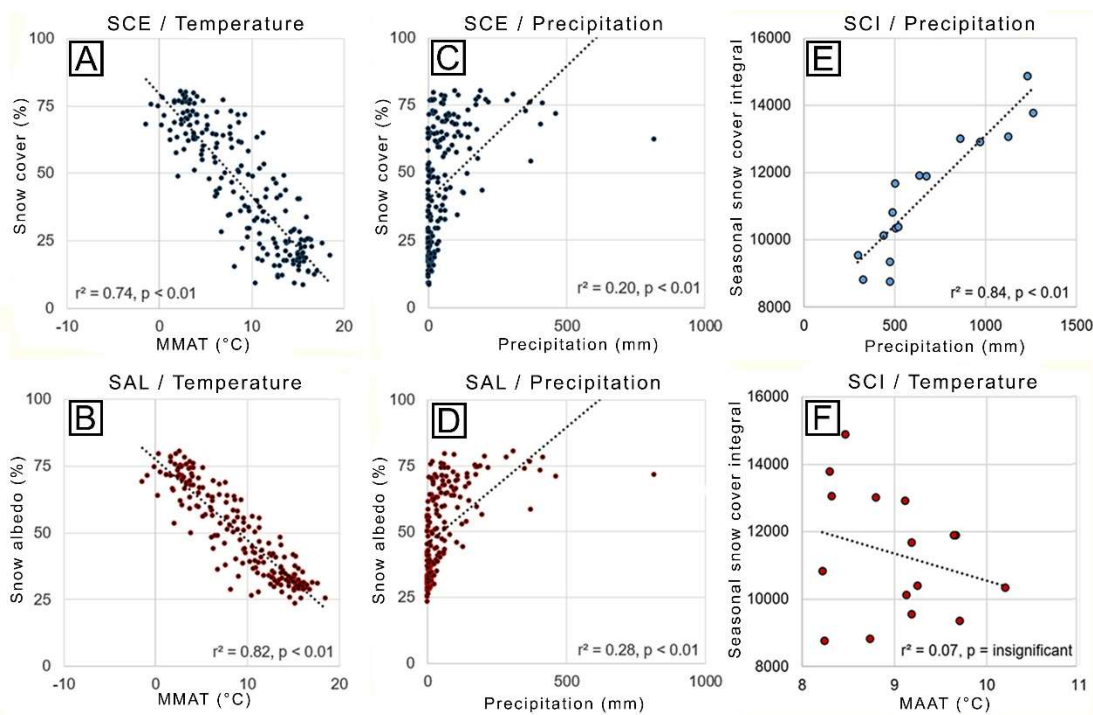 SCE / Temperature
A
100
75
50
25
0
Snow cover (%)
r² = 0.74, p < 0.01
-10
0
10
20
MMAT (°C)
SCE / Precipitation
C
100
75
50
25
0
Snow cover (%)
r² = 0.20, p < 0.01
0
500
1000
Precipitation (mm)
SCI / Precipitation
E
16000
14000
12000
10000
8000
Seasonal snow cover integral
r² = 0.84, p < 0.01
0
500
1000
1500
Precipitation (mm)
SAL / Temperature
B
100
75
50
25
0
Snow albedo (%)
r² = 0.82, p < 0.01
-10
0
10
20
MMAT (°C)
SAL / Precipitation
D
100
75
50
25
0
Snow albedo (%)
r² = 0.28, p < 0.01
0
500
1000
Precipitation (mm)
SCI / Temperature
F
16000
14000
12000
10000
8000
Seasonal snow cover integral
r² = 0.07, p = insignificant
8
9
10
11
MAAT (°C)